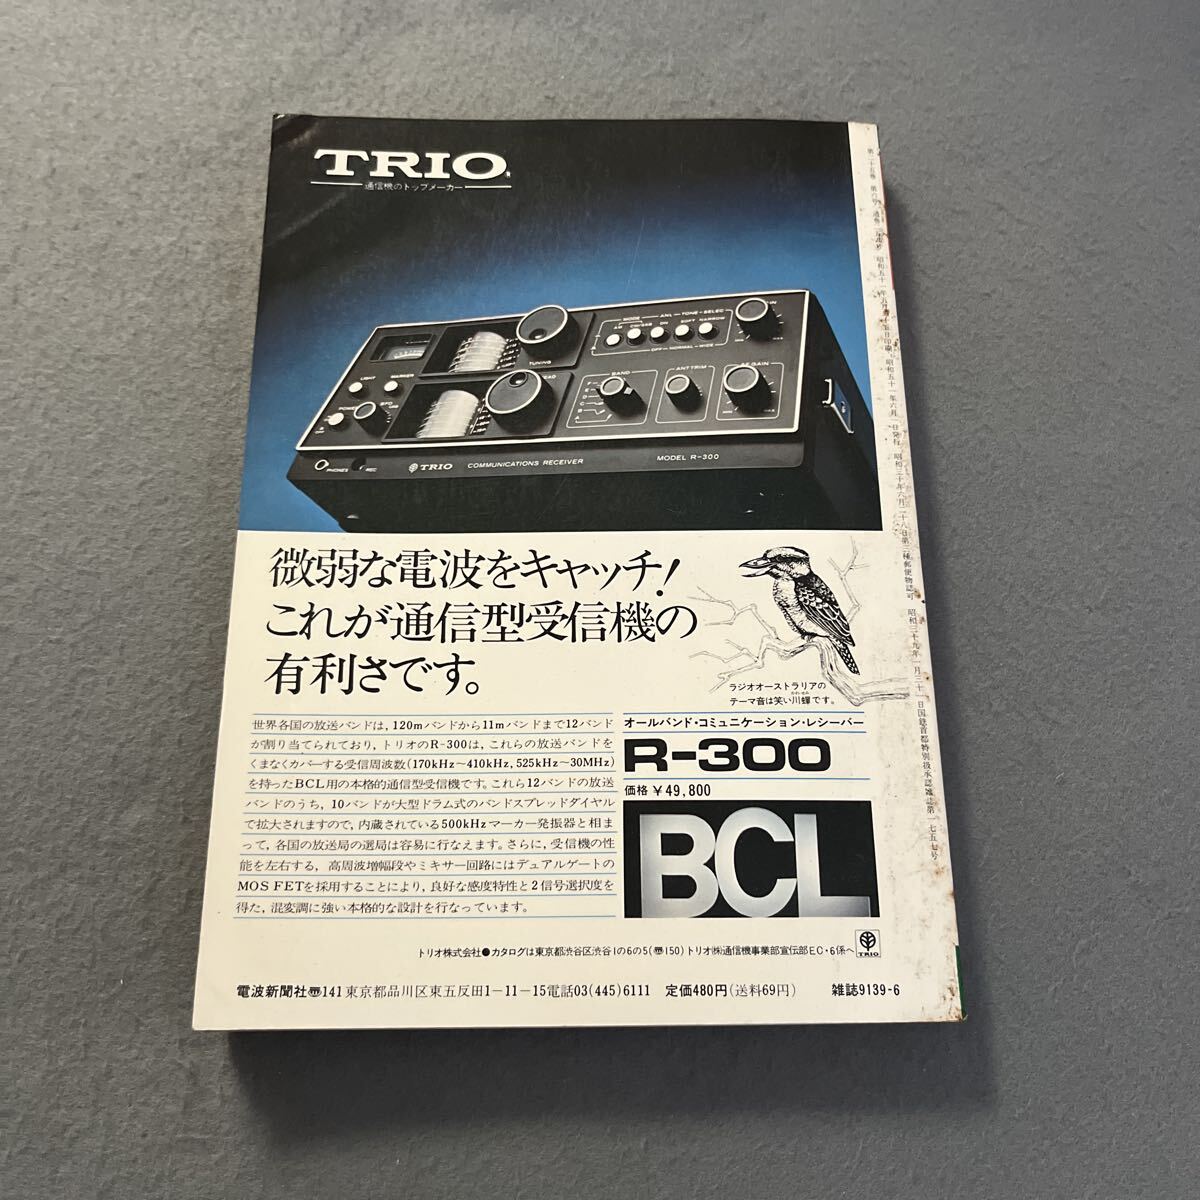 TRIO
通信機のトップメーカー
MODE ANL TONE-SELEC
AM CW/SSB ON SOFT NARROW
OFF NORMAL WIDE
TUNING
LIGHT MARKER
POWER BFO
BAND ANT TRIM AF GAIN
PHONES REC
TRIO COMMUNICATIONS RECEIVER MODEL R-300
微弱な電波をキャッチ!
これが通信型受信機の
有利さです。
ラジオオーストラリアの
テーマ音は笑い川蟬です。
世界各国の放送バンドは,120mバンドから11mバンドまで12バンド
が割り当てられており,トリオのR-300は,これらの放送バンドを
くまなくカバーする受信周波数(170kHz〜410kHz,525kHz〜30MHz)
を持ったBCL用の本格的通信型受信機です。これら12バンドの放送
バンドのうち,10バンドが大型ドラム式のバンドスプレッドダイヤル
で拡大されますので,内蔵されている500kHzマーカー発振器と相ま
って,各国の放送局の選局は容易に行なえます。さらに,受信機の性
能を左右する,高周波増幅段やミキサー回路にはデュアルゲートの
MOS FETを採用することにより,良好な感度特性と2信号選択度を
得た,混変調に強い本格的な設計を行なっています。
オールバンド・コミュニケーション・レシーバー
R-300
価格 ¥49,800
BCL
トリオ株式会社●カタログは東京都渋谷区渋谷1の6の5(〠150)トリオ㈱通信機事業部宣伝部EC・6係へ
TRIO
電波新聞社〠141東京都品川区東五反田1-11-15電話03(445)6111 定価480円(送料69円) 雑誌9139-6